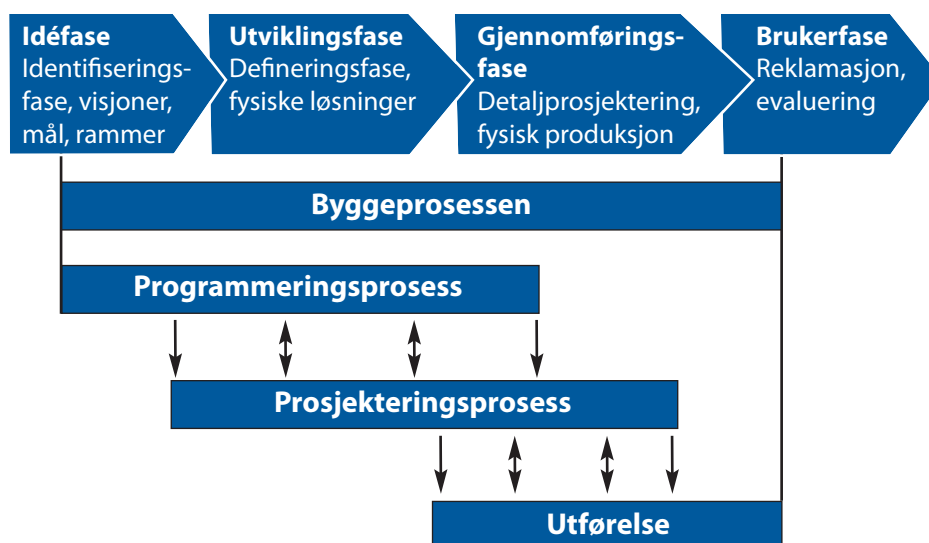 Idéfase
Identifiserings-
fase, visjoner,
mål, rammer
Utviklingsfase
Defineringsfase,
fysiske løsninger
Gjennomførings-
fase
Detaljprosjektering,
fysisk produksjon
Brukerfase
Reklamasjon,
evaluering
Byggeprosessen
Programmeringsprosess
Prosjekteringsprosess
Utførelse